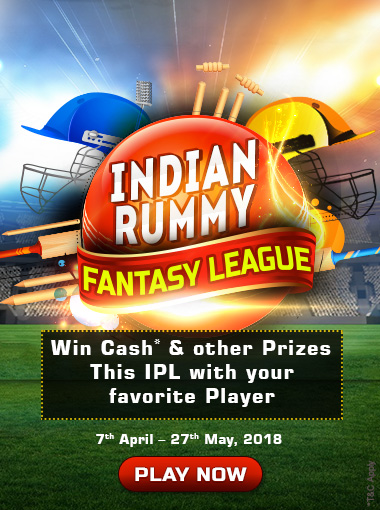 INDIAN
RUMMY
FANTASY LEAGUE
Win Cash* & other Prizes
This IPL with your
favorite Player
7th April – 27th May, 2018
PLAY NOW
*T&C Apply